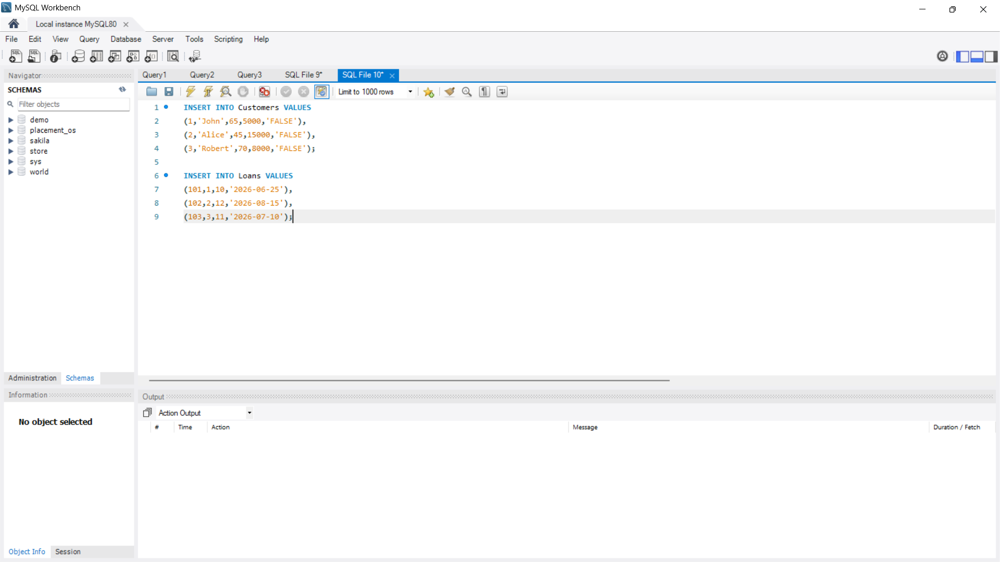 MySQL Workbench
Local instance MySQL80
File Edit View Query Database Server Tools Scripting Help
Navigator
SCHEMAS
Filter objects
demo
placement_os
sakila
store
sys
world
Administration Schemas
Information
No object selected
Object Info Session
Query1 Query2 Query3 SQL File 9* SQL File 10*
Limit to 1000 rows
1 INSERT INTO Customers VALUES
2 (1,'John',65,5000,'FALSE'),
3 (2,'Alice',45,15000,'FALSE'),
4 (3,'Robert',70,8000,'FALSE');
5
6 INSERT INTO Loans VALUES
7 (101,1,10,'2026-06-25'),
8 (102,2,12,'2026-08-15'),
9 (103,3,11,'2026-07-10');
Output
Action Output
# Time Action Message Duration / Fetch